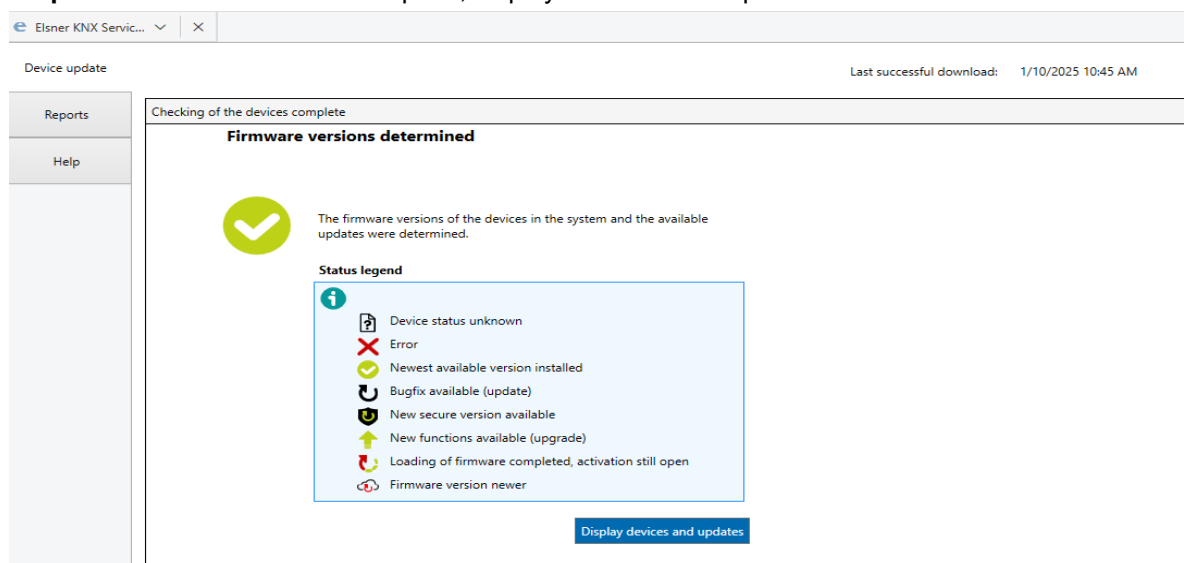 Elsner KNX Servic...
Device update
Last successful download: 1/10/2025 10:45 AM
Reports
Help
Checking of the devices complete
Firmware versions determined
The firmware versions of the devices in the system and the available
updates were determined.
Status legend
Device status unknown
Error
Newest available version installed
Bugfix available (update)
New secure version available
New functions available (upgrade)
Loading of firmware completed, activation still open
Firmware version newer
Display devices and updates